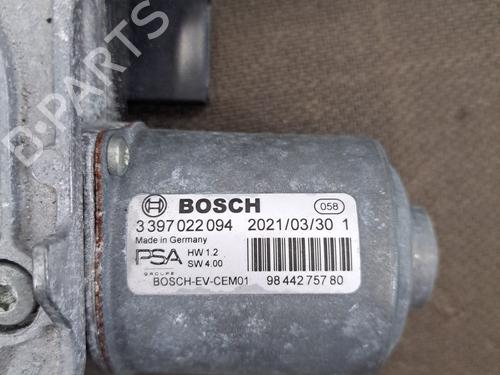 B-PARTS
BOSCH 058
3 397 022 094 2021/03/30 1
Made in Germany
PSA HW 1.2
GROUPE SW 4.00
BOSCH-EV-CEM01 98 442 757 80